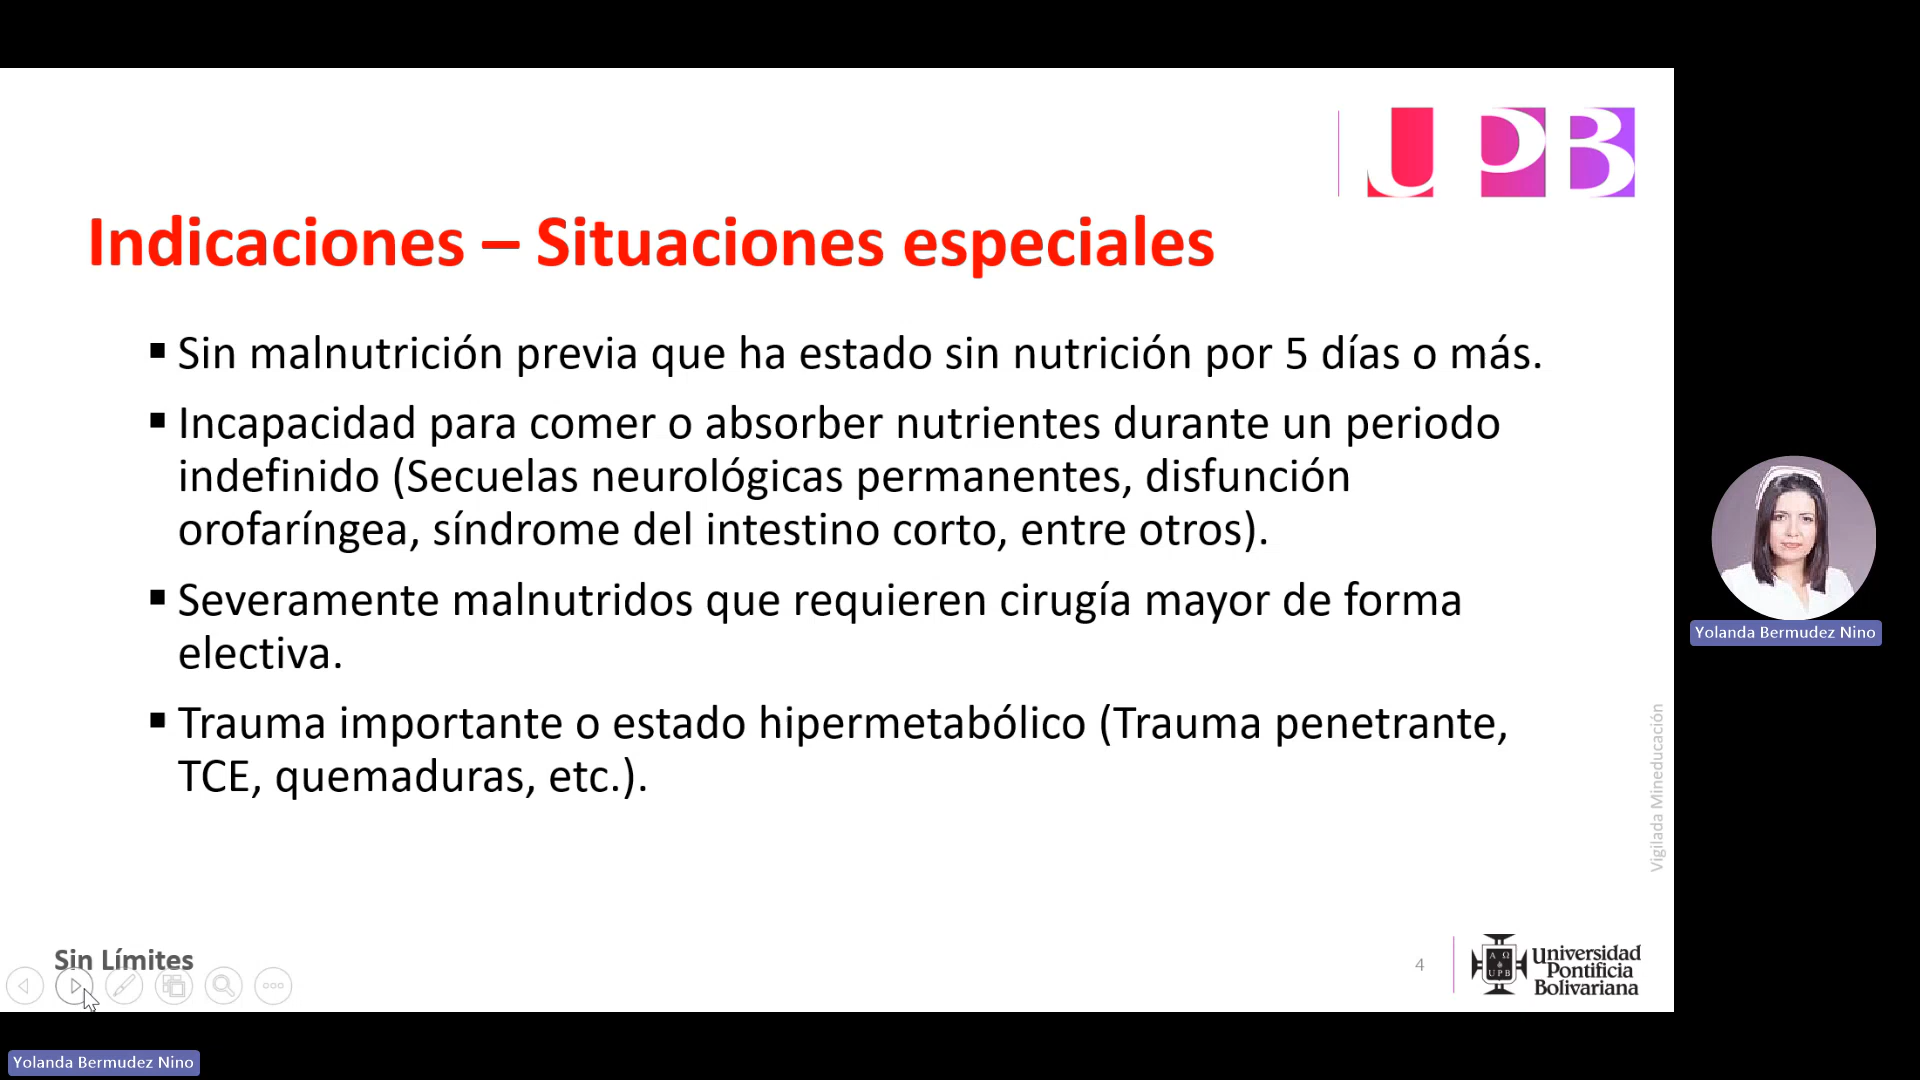 UPB
Indicaciones – Situaciones especiales
▪ Sin malnutrición previa que ha estado sin nutrición por 5 días o más.
▪ Incapacidad para comer o absorber nutrientes durante un periodo
indefinido (Secuelas neurológicas permanentes, disfunción
orofaríngea, síndrome del intestino corto, entre otros).
▪ Severamente malnutridos que requieren cirugía mayor de forma
electiva.
▪ Trauma importante o estado hipermetabólico (Trauma penetrante,
TCE, quemaduras, etc.).
Vigilada Mineducación
Sin Límites
4
A Ω
UPB
Universidad
Pontificia
Bolivariana
Yolanda Bermudez Nino
Yolanda Bermudez Nino